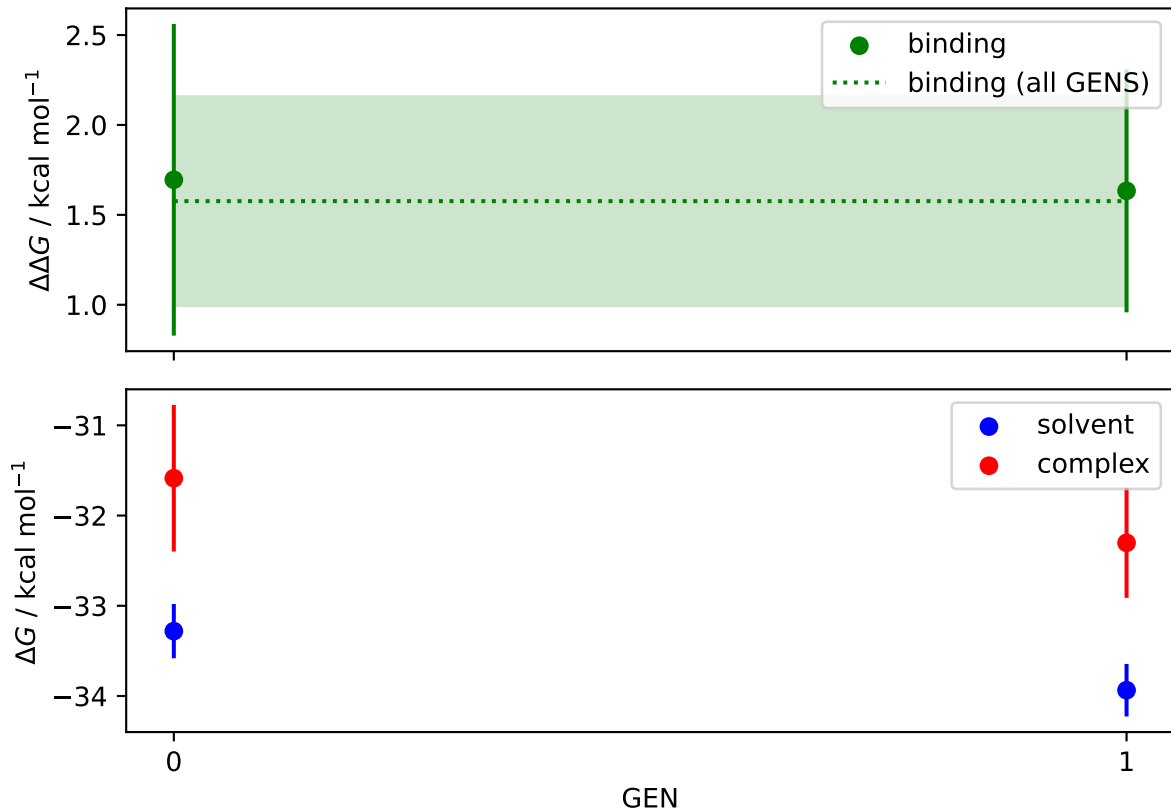 2.5
2.0
1.5
1.0
ΔΔG / kcal mol⁻¹
binding
binding (all GENS)
−31
−32
−33
−34
ΔG / kcal mol⁻¹
solvent
complex
0
1
GEN